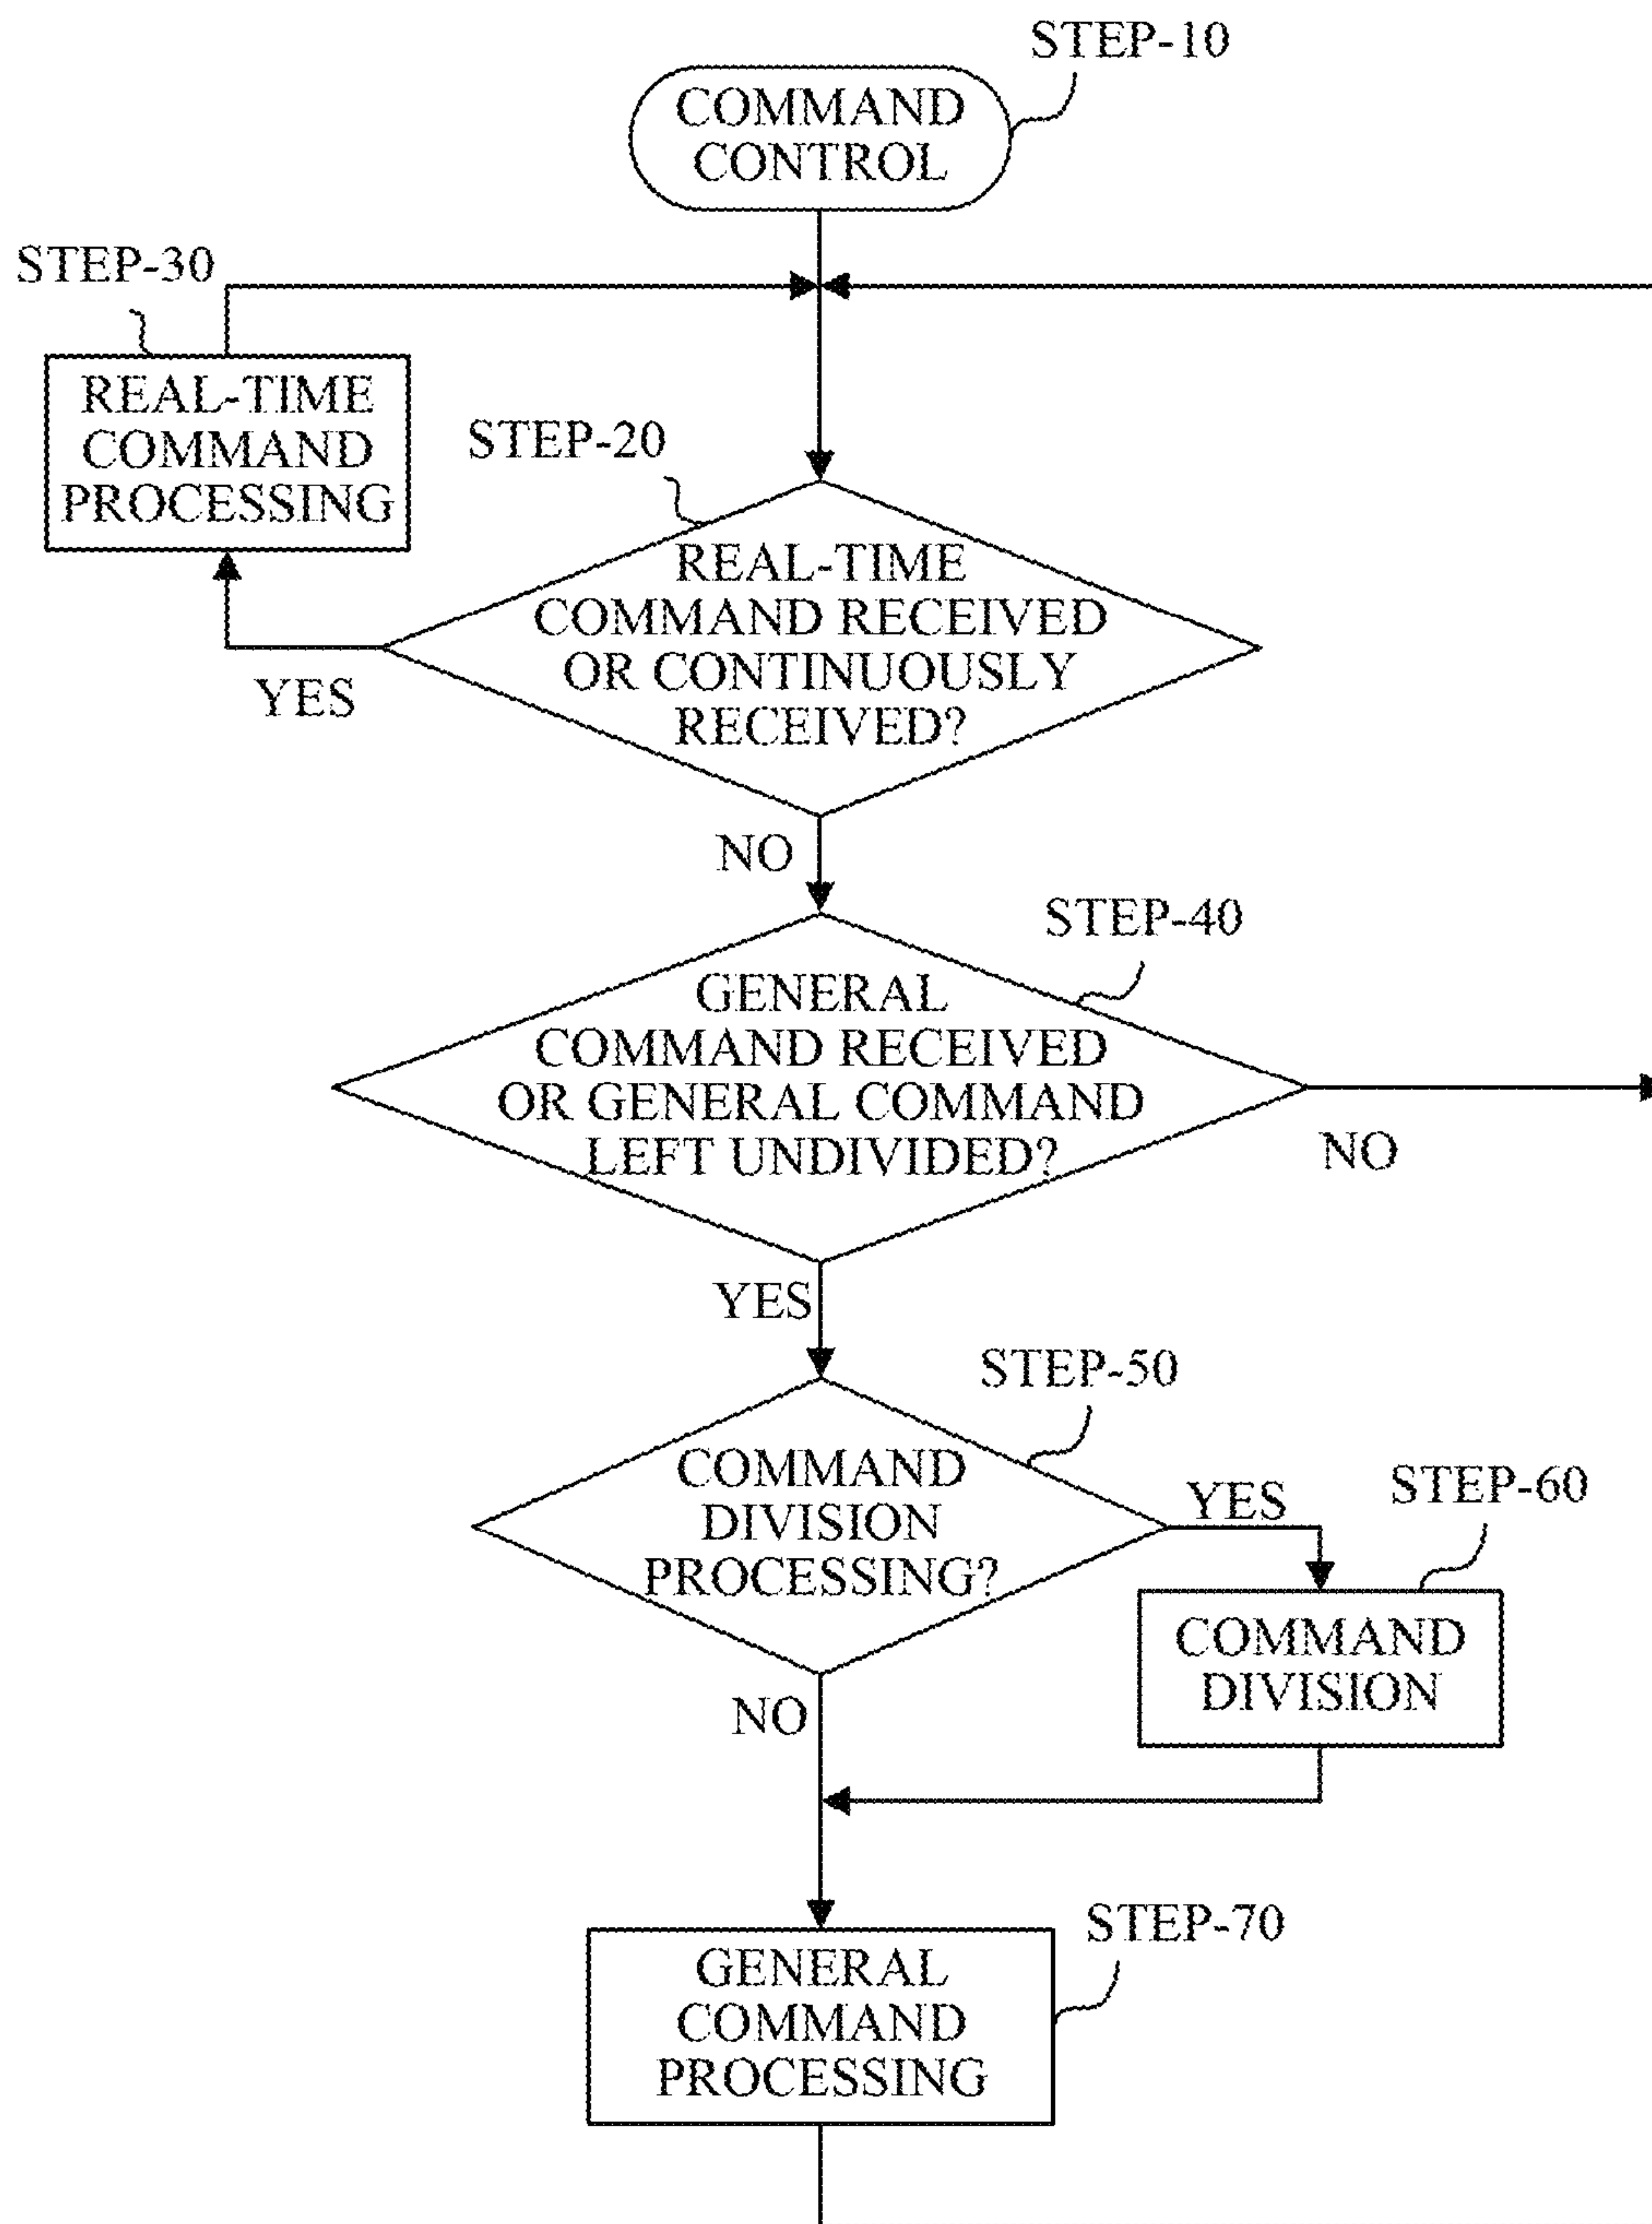 STEP-10
COMMAND
CONTROL
STEP-30
REAL-TIME
COMMAND
PROCESSING
STEP-20
REAL-TIME
COMMAND RECEIVED
OR CONTINUOUSLY
RECEIVED?
YES
NO
STEP-40
GENERAL
COMMAND RECEIVED
OR GENERAL COMMAND
LEFT UNDIVIDED?
NO
YES
STEP-50
COMMAND
DIVISION
PROCESSING?
YES
STEP-60
COMMAND
DIVISION
NO
STEP-70
GENERAL
COMMAND
PROCESSING